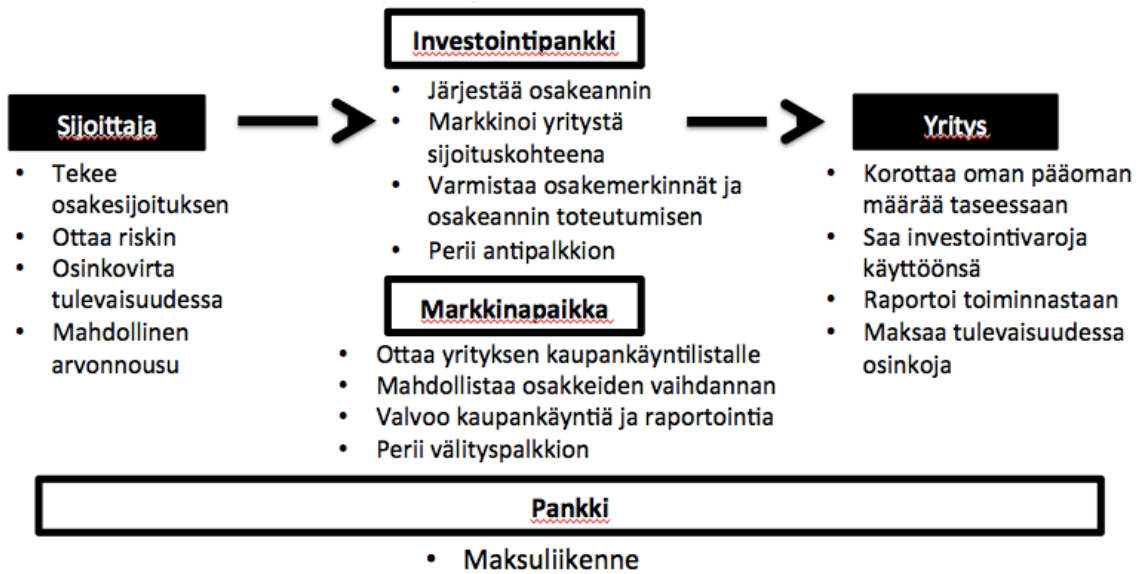 Investointipankki
• Järjestää osakeannin
• Markkinoi yritystä
sijoituskohteena
• Varmistaa osakemerkinnät ja
osakeannin toteutumisen
• Perii antipalkkion
Sijoittaja
• Tekee
osakesijoituksen
• Ottaa riskin
• Osinkovirta
tulevaisuudessa
• Mahdollinen
arvonnousu
Yritys
• Korottaa oman pääoman
määrää taseessaan
• Saa investointivaroja
käyttöönsä
• Raportoi toiminnastaan
• Maksaa tulevaisuudessa
osinkoja
Markkinapaikka
• Ottaa yrityksen kaupankäyntilistalle
• Mahdollistaa osakkeiden vaihdannan
• Valvoo kaupankäyntiä ja raportointia
• Perii välityspalkkion
Pankki
• Maksuliikenne